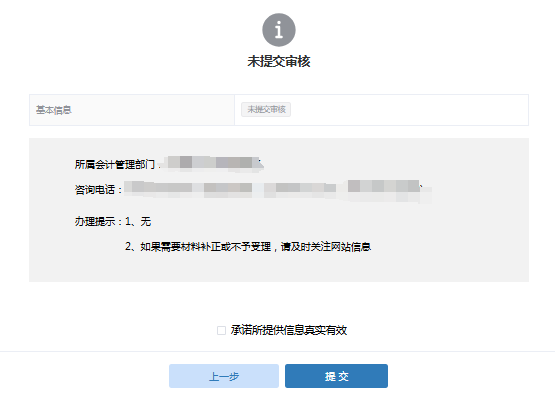 未提交审核
基本信息
未提交审核
所属会计管理部门：
咨询电话：
办理提示：1、无
2、如果需要材料补正或不予受理，请及时关注网站信息
承诺所提供信息真实有效
上一步
提 交